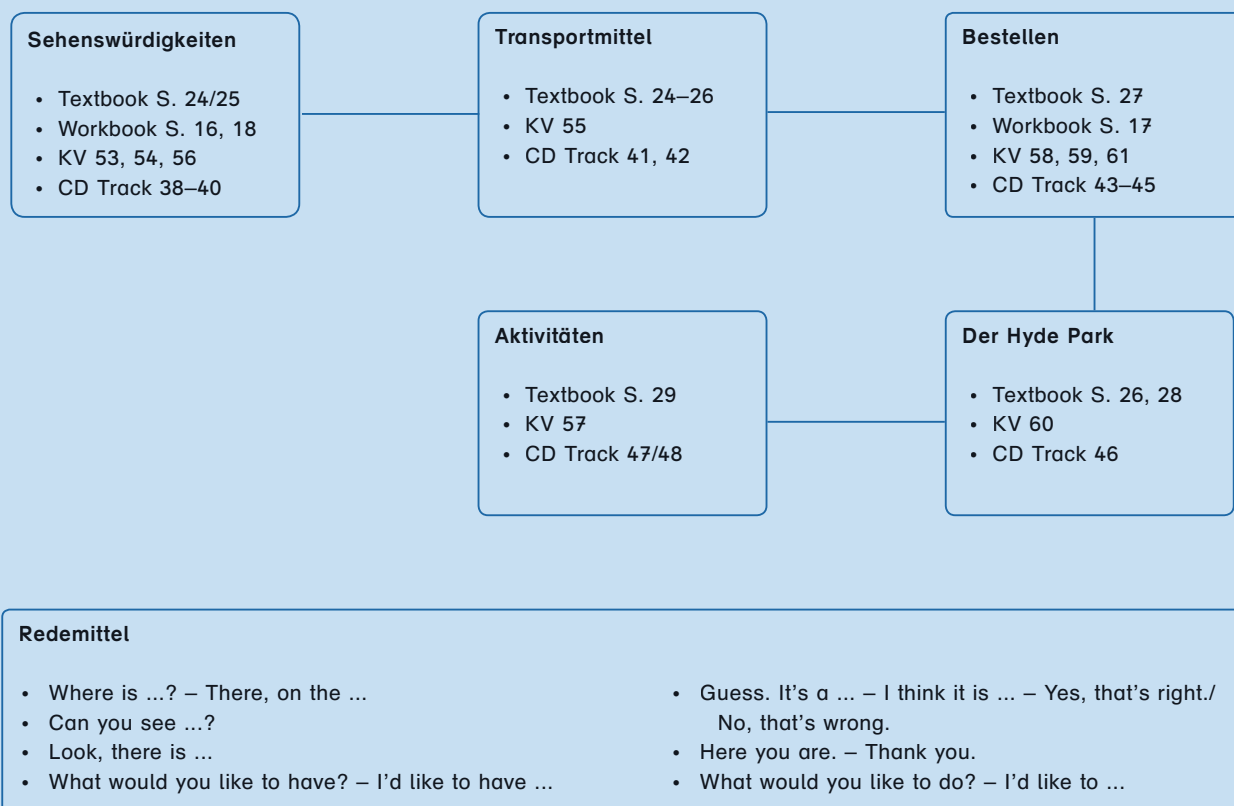 Sehenswürdigkeiten
• Textbook S. 24/25
• Workbook S. 16, 18
• KV 53, 54, 56
• CD Track 38–40
Transportmittel
• Textbook S. 24–26
• KV 55
• CD Track 41, 42
Bestellen
• Textbook S. 27
• Workbook S. 17
• KV 58, 59, 61
• CD Track 43–45
Aktivitäten
• Textbook S. 29
• KV 57
• CD Track 47/48
Der Hyde Park
• Textbook S. 26, 28
• KV 60
• CD Track 46
Redemittel
• Where is ...? – There, on the ...
• Can you see ...?
• Look, there is ...
• What would you like to have? – I'd like to have ...
• Guess. It's a ... – I think it is ... – Yes, that's right./
No, that's wrong.
• Here you are. – Thank you.
• What would you like to do? – I'd like to ...